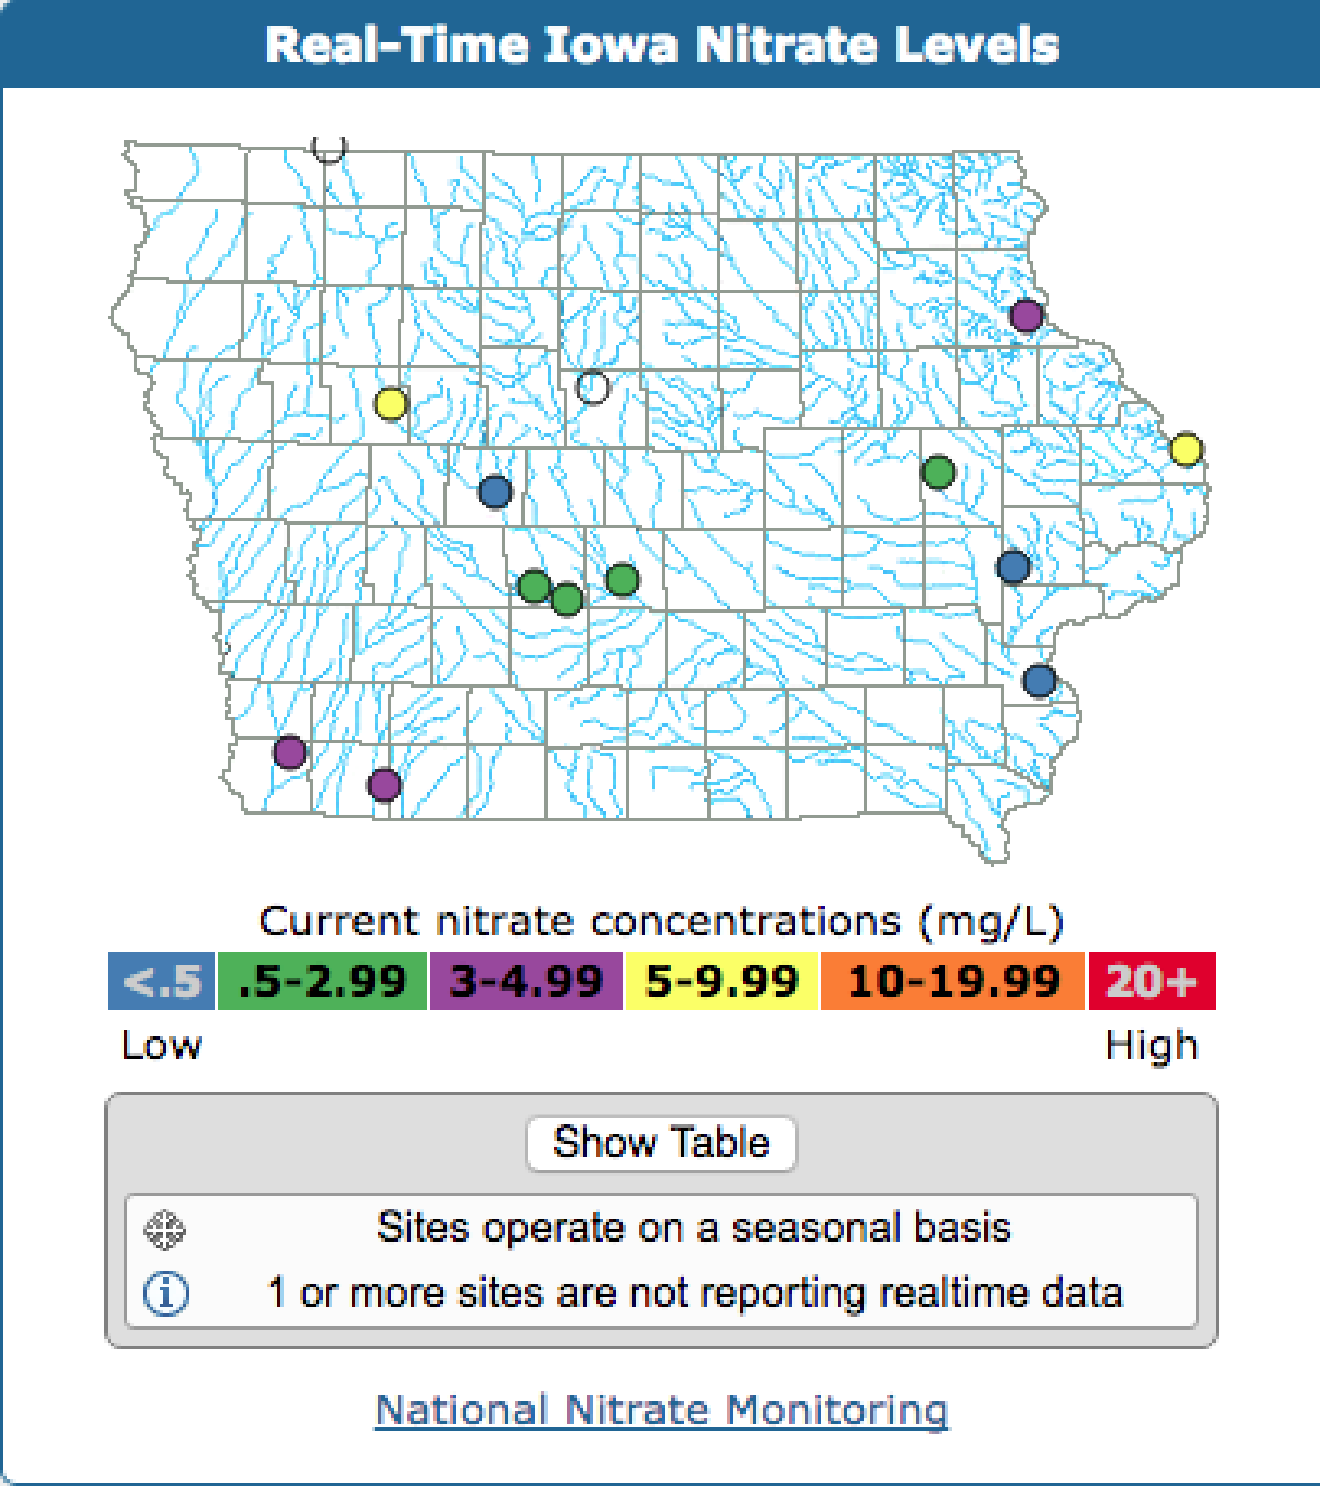 Real-Time Iowa Nitrate Levels
Current nitrate concentrations (mg/L)
<.5 .5-2.99 3-4.99 5-9.99 10-19.99 20+
Low High
Show Table
Sites operate on a seasonal basis
1 or more sites are not reporting realtime data
National Nitrate Monitoring